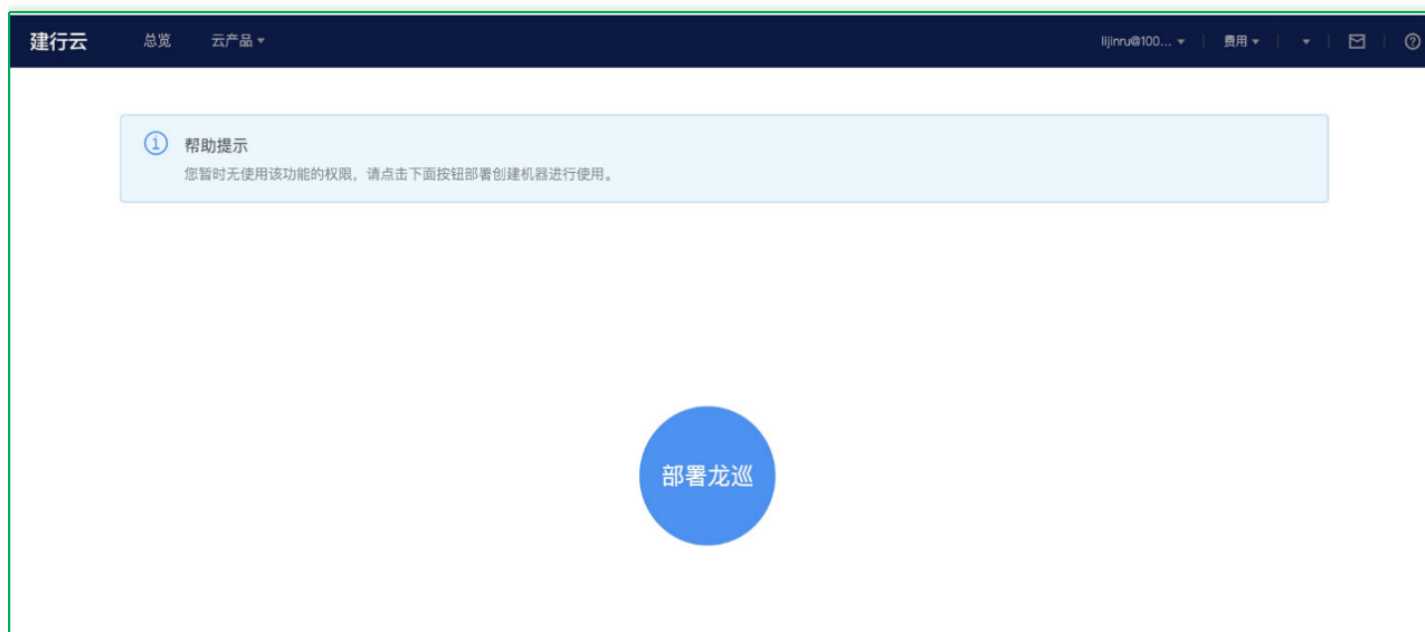 建行云 总览 云产品 lijinru@100... 费用
帮助提示
您暂时无使用该功能的权限，请点击下面按钮部署创建机器进行使用。
部署龙巡